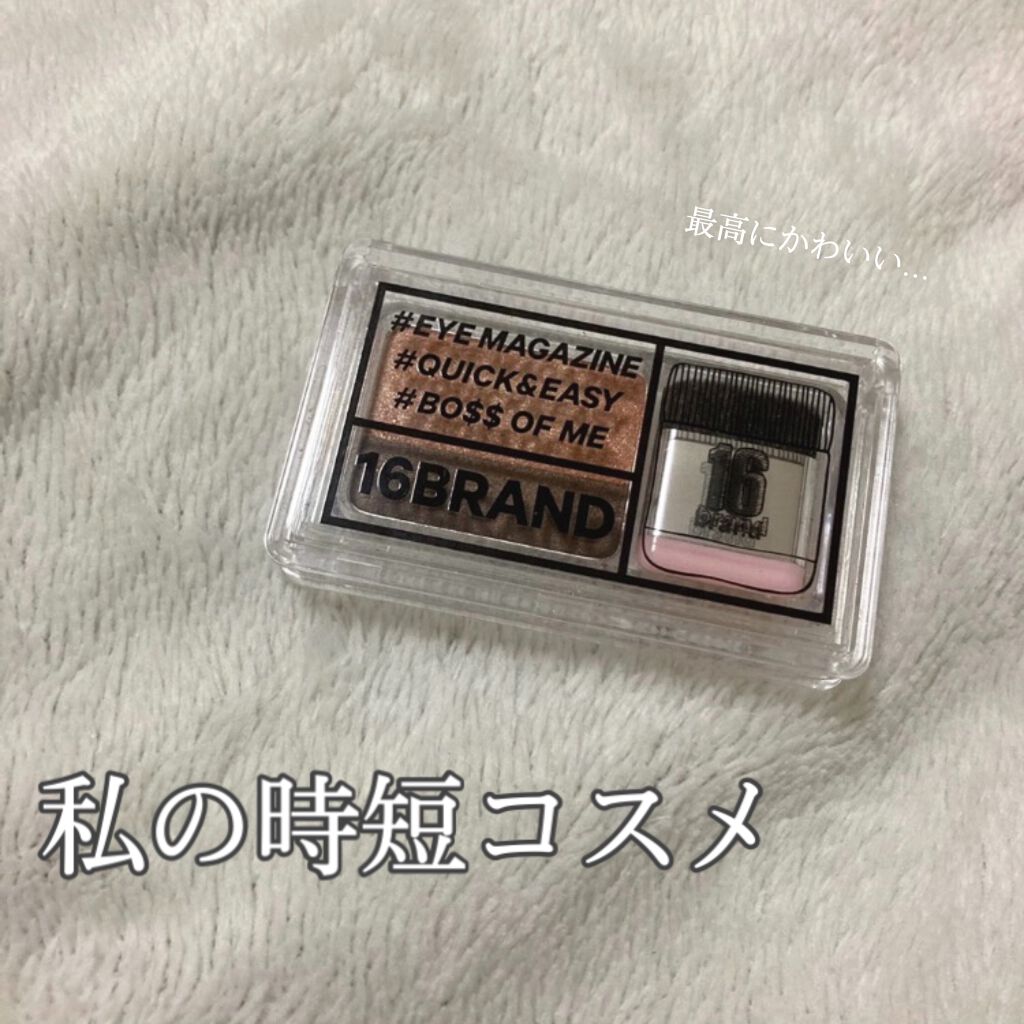 最高にかわいい...
#EYE MAGAZINE
#QUICK&EASY
#BO$$ OF ME
16BRAND
16
brand
私の時短コスメ